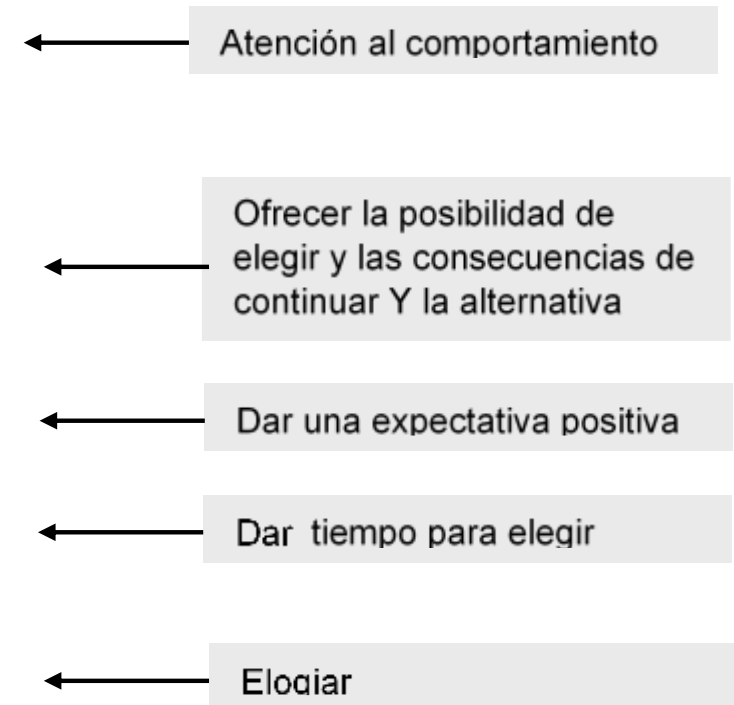 Atención al comportamiento
Ofrecer la posibilidad de
elegir y las consecuencias de
continuar Y la alternativa
Dar una expectativa positiva
Dar tiempo para elegir
Elogiar